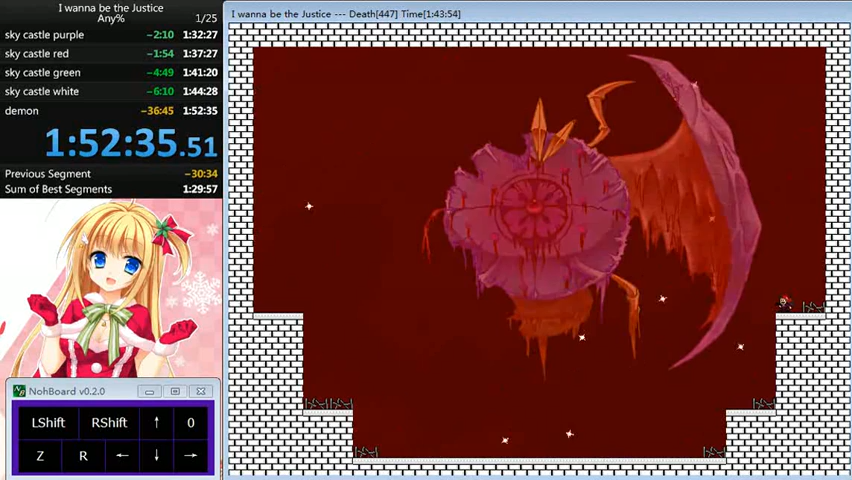 I wanna be the Justice
Any% 1/25
sky castle purple −2:10 1:32:27
sky castle red −1:54 1:37:27
sky castle green −4:49 1:41:20
sky castle white −6:10 1:44:28
demon −36:45 1:52:35
1:52:35.51
Previous Segment −30:34
Sum of Best Segments 1:29:57
I wanna be the Justice --- Death[447] Time[1:43:54]
NohBoard v0.2.0
LShift RShift ↑ 0
Z R ← ↓ →